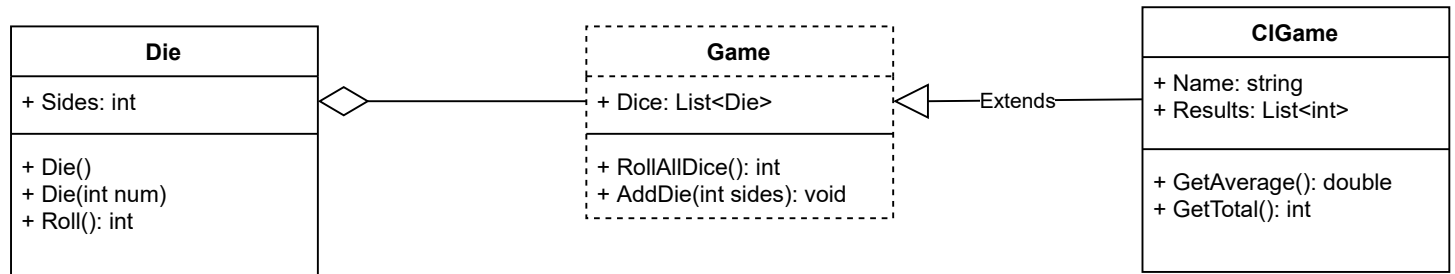 Die
+ Sides: int
+ Die()
+ Die(int num)
+ Roll(): int
Game
+ Dice: List<Die>
+ RollAllDice(): int
+ AddDie(int sides): void
Extends
CIGame
+ Name: string
+ Results: List<int>
+ GetAverage(): double
+ GetTotal(): int